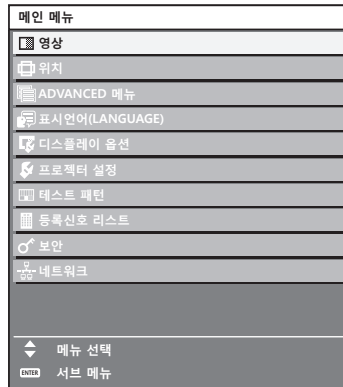 메인 메뉴
영상
위치
ADVANCED 메뉴
표시언어(LANGUAGE)
디스플레이 옵션
프로젝터 설정
테스트 패턴
등록신호 리스트
보안
네트워크
메뉴 선택
ENTER 서브 메뉴